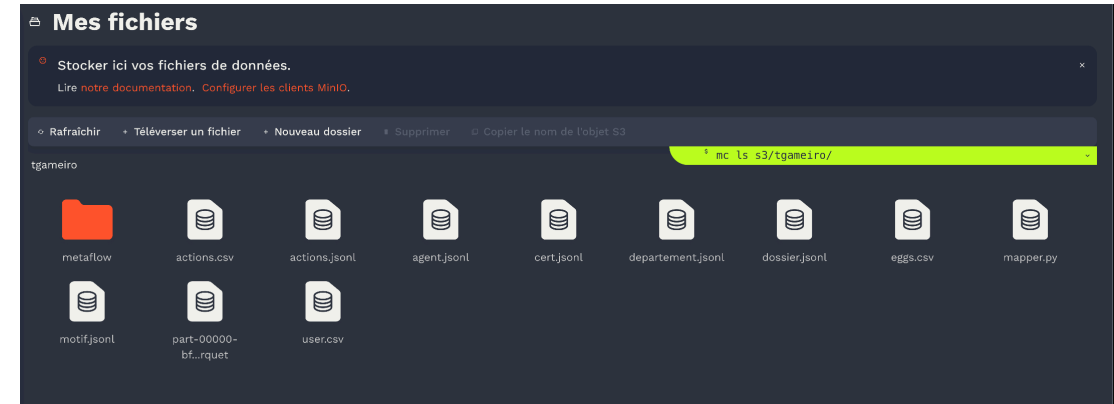 Mes fichiers
Stocker ici vos fichiers de données.
×
Lire notre documentation. Configurer les clients MinIO.
Rafraîchir + Téléverser un fichier + Nouveau dossier Supprimer Copier le nom de l'objet S3
$ mc ls s3/tgameiro/
tgameiro
metaflow actions.csv actions.jsonl agent.jsonl cert.jsonl departement.jsonl dossier.jsonl eggs.csv mapper.py
motif.jsonl part-00000- user.csv
bf...rquet